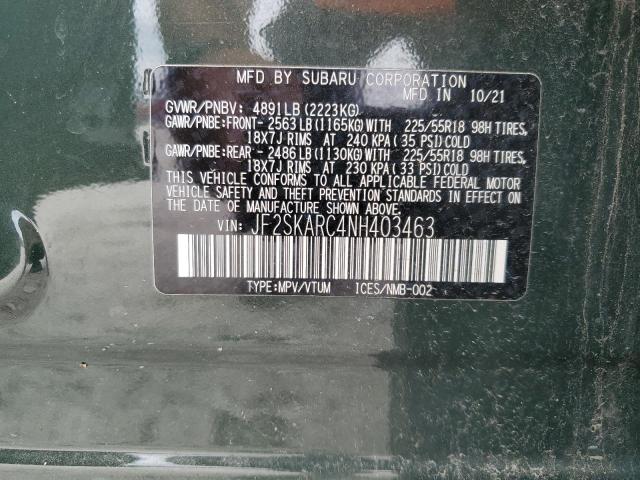 MFD BY SUBARU CORPORATION
MFD IN 10/21
GVWR/PNBV: 4891LB (2223KG)
GAWR/PNBE:FRONT- 2563LB(1165KG)WITH 225/55R18 98H TIRES,
18X7J RIMS AT 240 KPA( 35 PSI)COLD
GAWR/PNBE:REAR - 2486LB(1130KG)WITH 225/55R18 98H TIRES,
18X7J RIMS AT 230 KPA( 33 PSI)COLD
THIS VEHICLE CONFORMS TO ALL APPLICABLE FEDERAL MOTOR
VEHICLE SAFETY AND THEFT PREVENTION STANDARDS IN EFFECT ON
THE DATE OF MANUFACTURE SHOWN ABOVE.
VIN: JF2SKARC4NH403463
TYPE:MPV/VTUM ICES/NMB-002